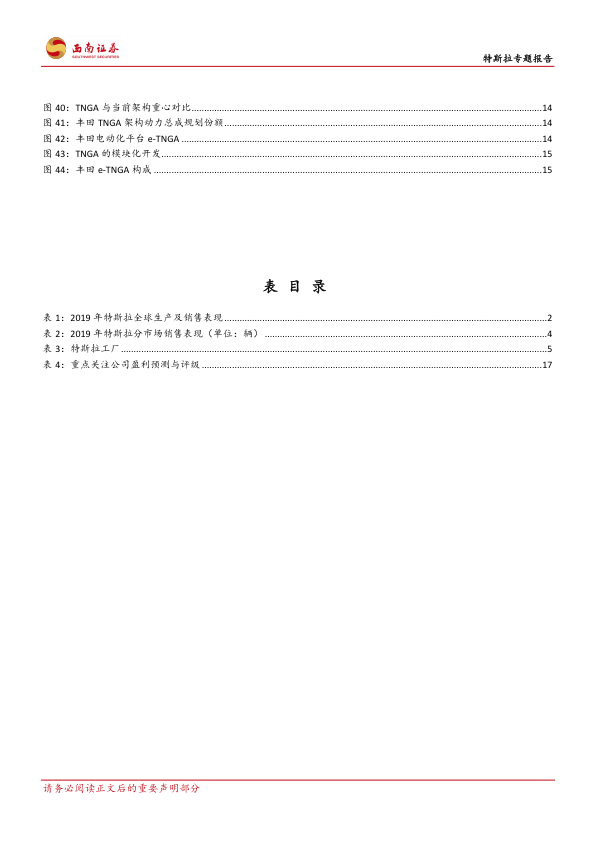 西南证券
SOUTHWEST SECURITIES
特斯拉专题报告
图 40：TNGA 与当前架构重心对比........................14
图 41：丰田 TNGA 架构动力总成规划份额........................14
图 42：丰田电动化平台 e-TNGA ........................14
图 43：TNGA 的模块化开发........................15
图 44：丰田 e-TNGA 构成 ........................15
表 目 录
表 1：2019 年特斯拉全球生产及销售表现........................2
表 2：2019 年特斯拉分市场销售表现（单位：辆） ........................4
表 3：特斯拉工厂........................5
表 4：重点关注公司盈利预测与评级........................17
请务必阅读正文后的重要声明部分